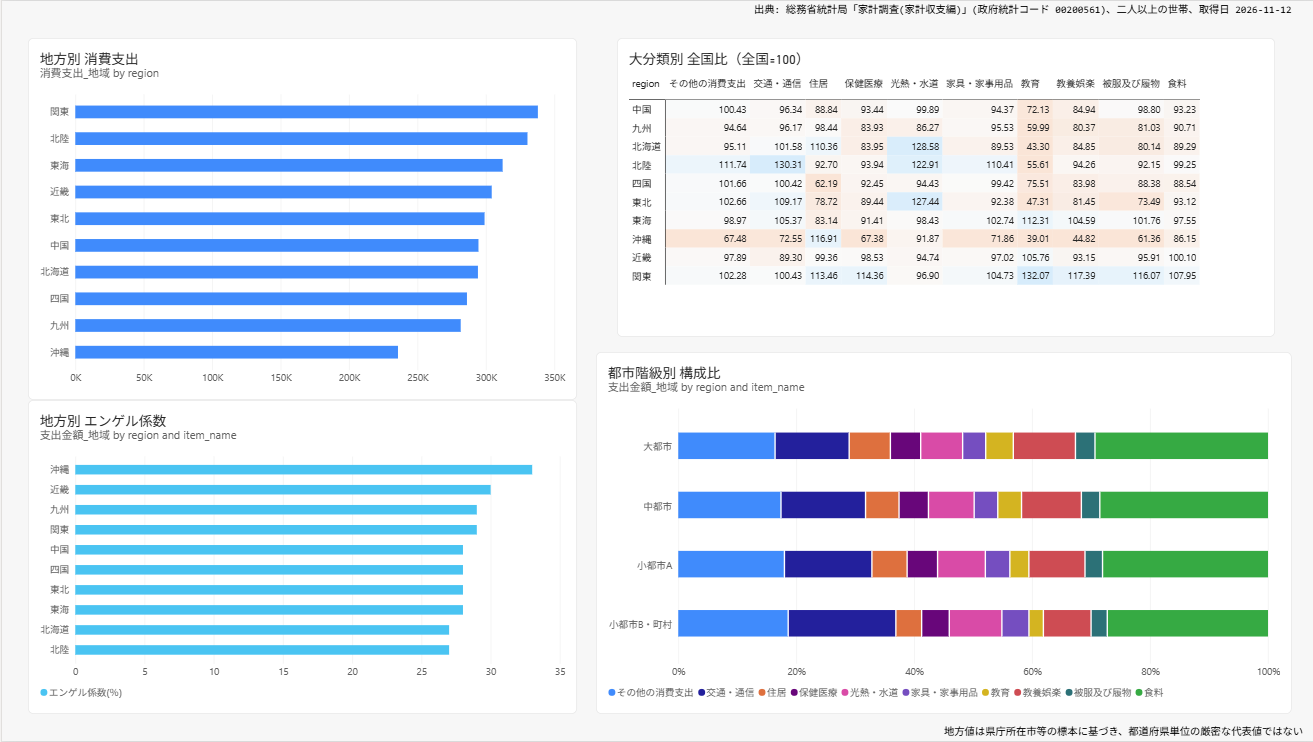 出典: 総務省統計局「家計調査(家計収支編)」(政府統計コード 00200561)、二人以上の世帯、取得日 2026-11-12
地方別 消費支出
消費支出_地域 by region
関東
北陸
東海
近畿
東北
中国
北海道
四国
九州
沖縄
0K 50K 100K 150K 200K 250K 300K 350K
大分類別 全国比（全国=100）
region その他の消費支出 交通・通信 住居 保健医療 光熱・水道 家具・家事用品 教育 教養娯楽 被服及び履物 食料
中国 100.43 96.34 88.84 93.44 99.89 94.37 72.13 84.94 98.80 93.23
九州 94.64 96.17 98.44 83.93 86.27 95.53 59.99 80.37 81.03 90.71
北海道 95.11 101.58 110.36 83.95 128.58 89.53 43.30 84.85 80.14 89.29
北陸 111.74 130.31 92.70 93.94 122.91 110.41 55.61 94.26 92.15 99.25
四国 101.66 100.42 62.19 92.45 94.43 99.42 75.51 83.98 88.38 88.54
東北 102.66 109.17 78.72 89.44 127.44 92.38 47.31 81.45 73.49 93.12
東海 98.97 105.37 83.14 91.41 98.43 102.74 112.31 104.59 101.76 97.55
沖縄 67.48 72.55 116.91 67.38 91.87 71.86 39.01 44.82 61.36 86.15
近畿 97.89 89.30 99.36 98.53 94.74 97.02 105.76 93.15 95.91 100.10
関東 102.28 100.43 113.46 114.36 96.90 104.73 132.07 117.39 116.07 107.95
地方別 エンゲル係数
支出金額_地域 by region and item_name
沖縄
近畿
九州
関東
中国
四国
東北
東海
北海道
北陸
0 5 10 15 20 25 30 35
エンゲル係数(%)
都市階級別 構成比
支出金額_地域 by region and item_name
大都市
中都市
小都市A
小都市B・町村
0% 20% 40% 60% 80% 100%
その他の消費支出 交通・通信 住居 保健医療 光熱・水道 家具・家事用品 教育 教養娯楽 被服及び履物 食料
地方値は県庁所在市等の標本に基づき、都道府県単位の厳密な代表値ではない